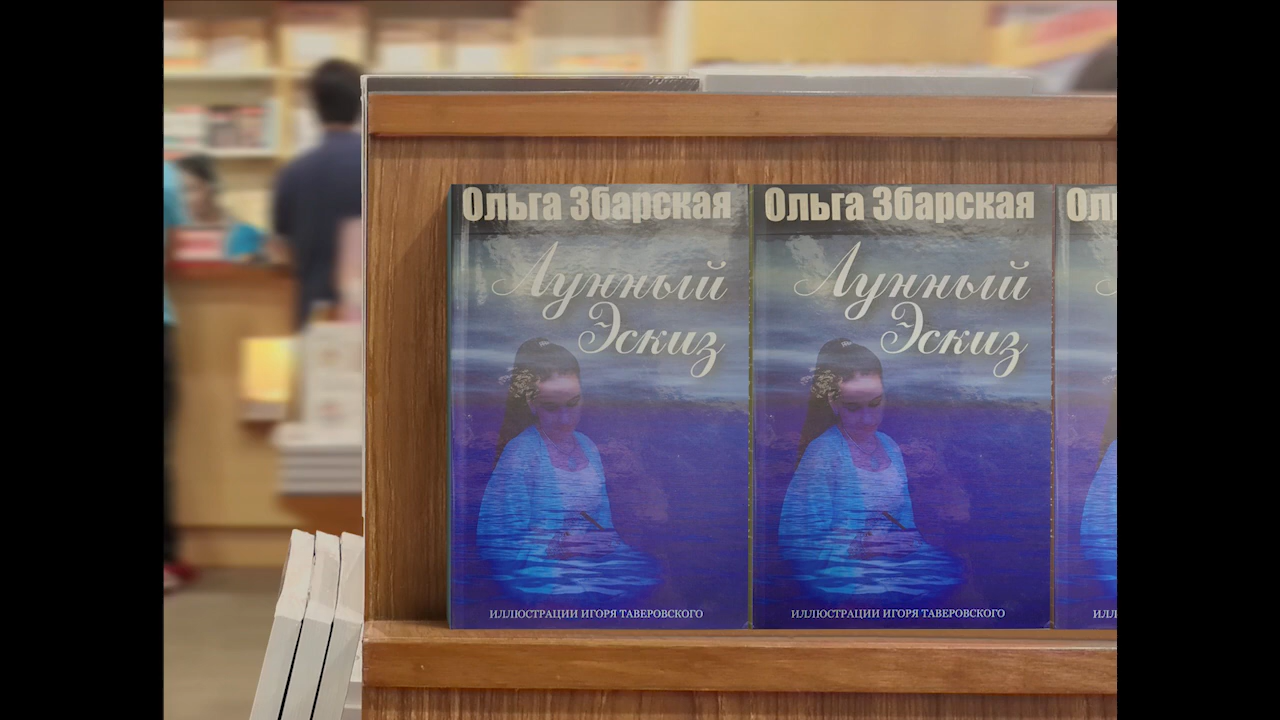 Ольга Збарская
Лунный
Эскиз
ИЛЛЮСТРАЦИИ ИГОРЯ ТАВЕРОВСКОГО
Ольга Збарская
Лунный
Эскиз
ИЛЛЮСТРАЦИИ ИГОРЯ ТАВЕРОВСКОГО